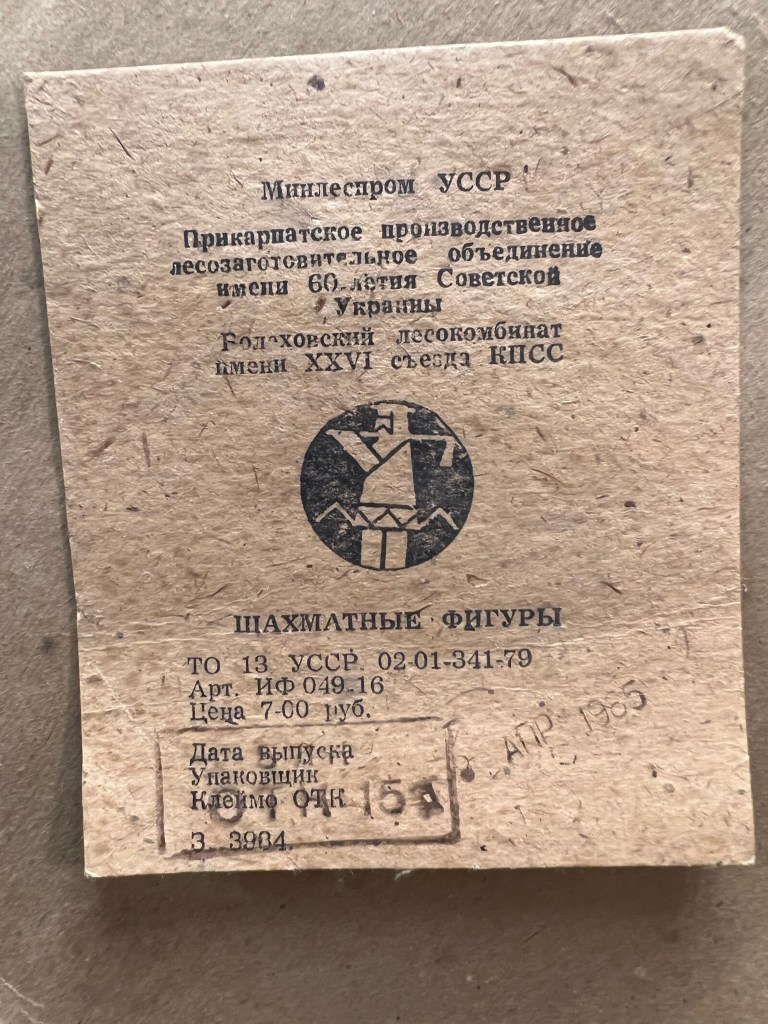 Минлеспром УССР
Прикарпатское производственное
лесозаготовительное объединение
имени 60-летия Советской
Украины
Болеховский лесокомбинат
имени XXVI съезда КПСС
ШАХМАТНЫЕ ФИГУРЫ
ТО 13 УССР. 02-01-341-79
Арт. ИФ 049-16
Цена 7-00 руб.
Дата выпуска
АПР 1985
Упаковщик
Клеймо ОТК
З. 3904.